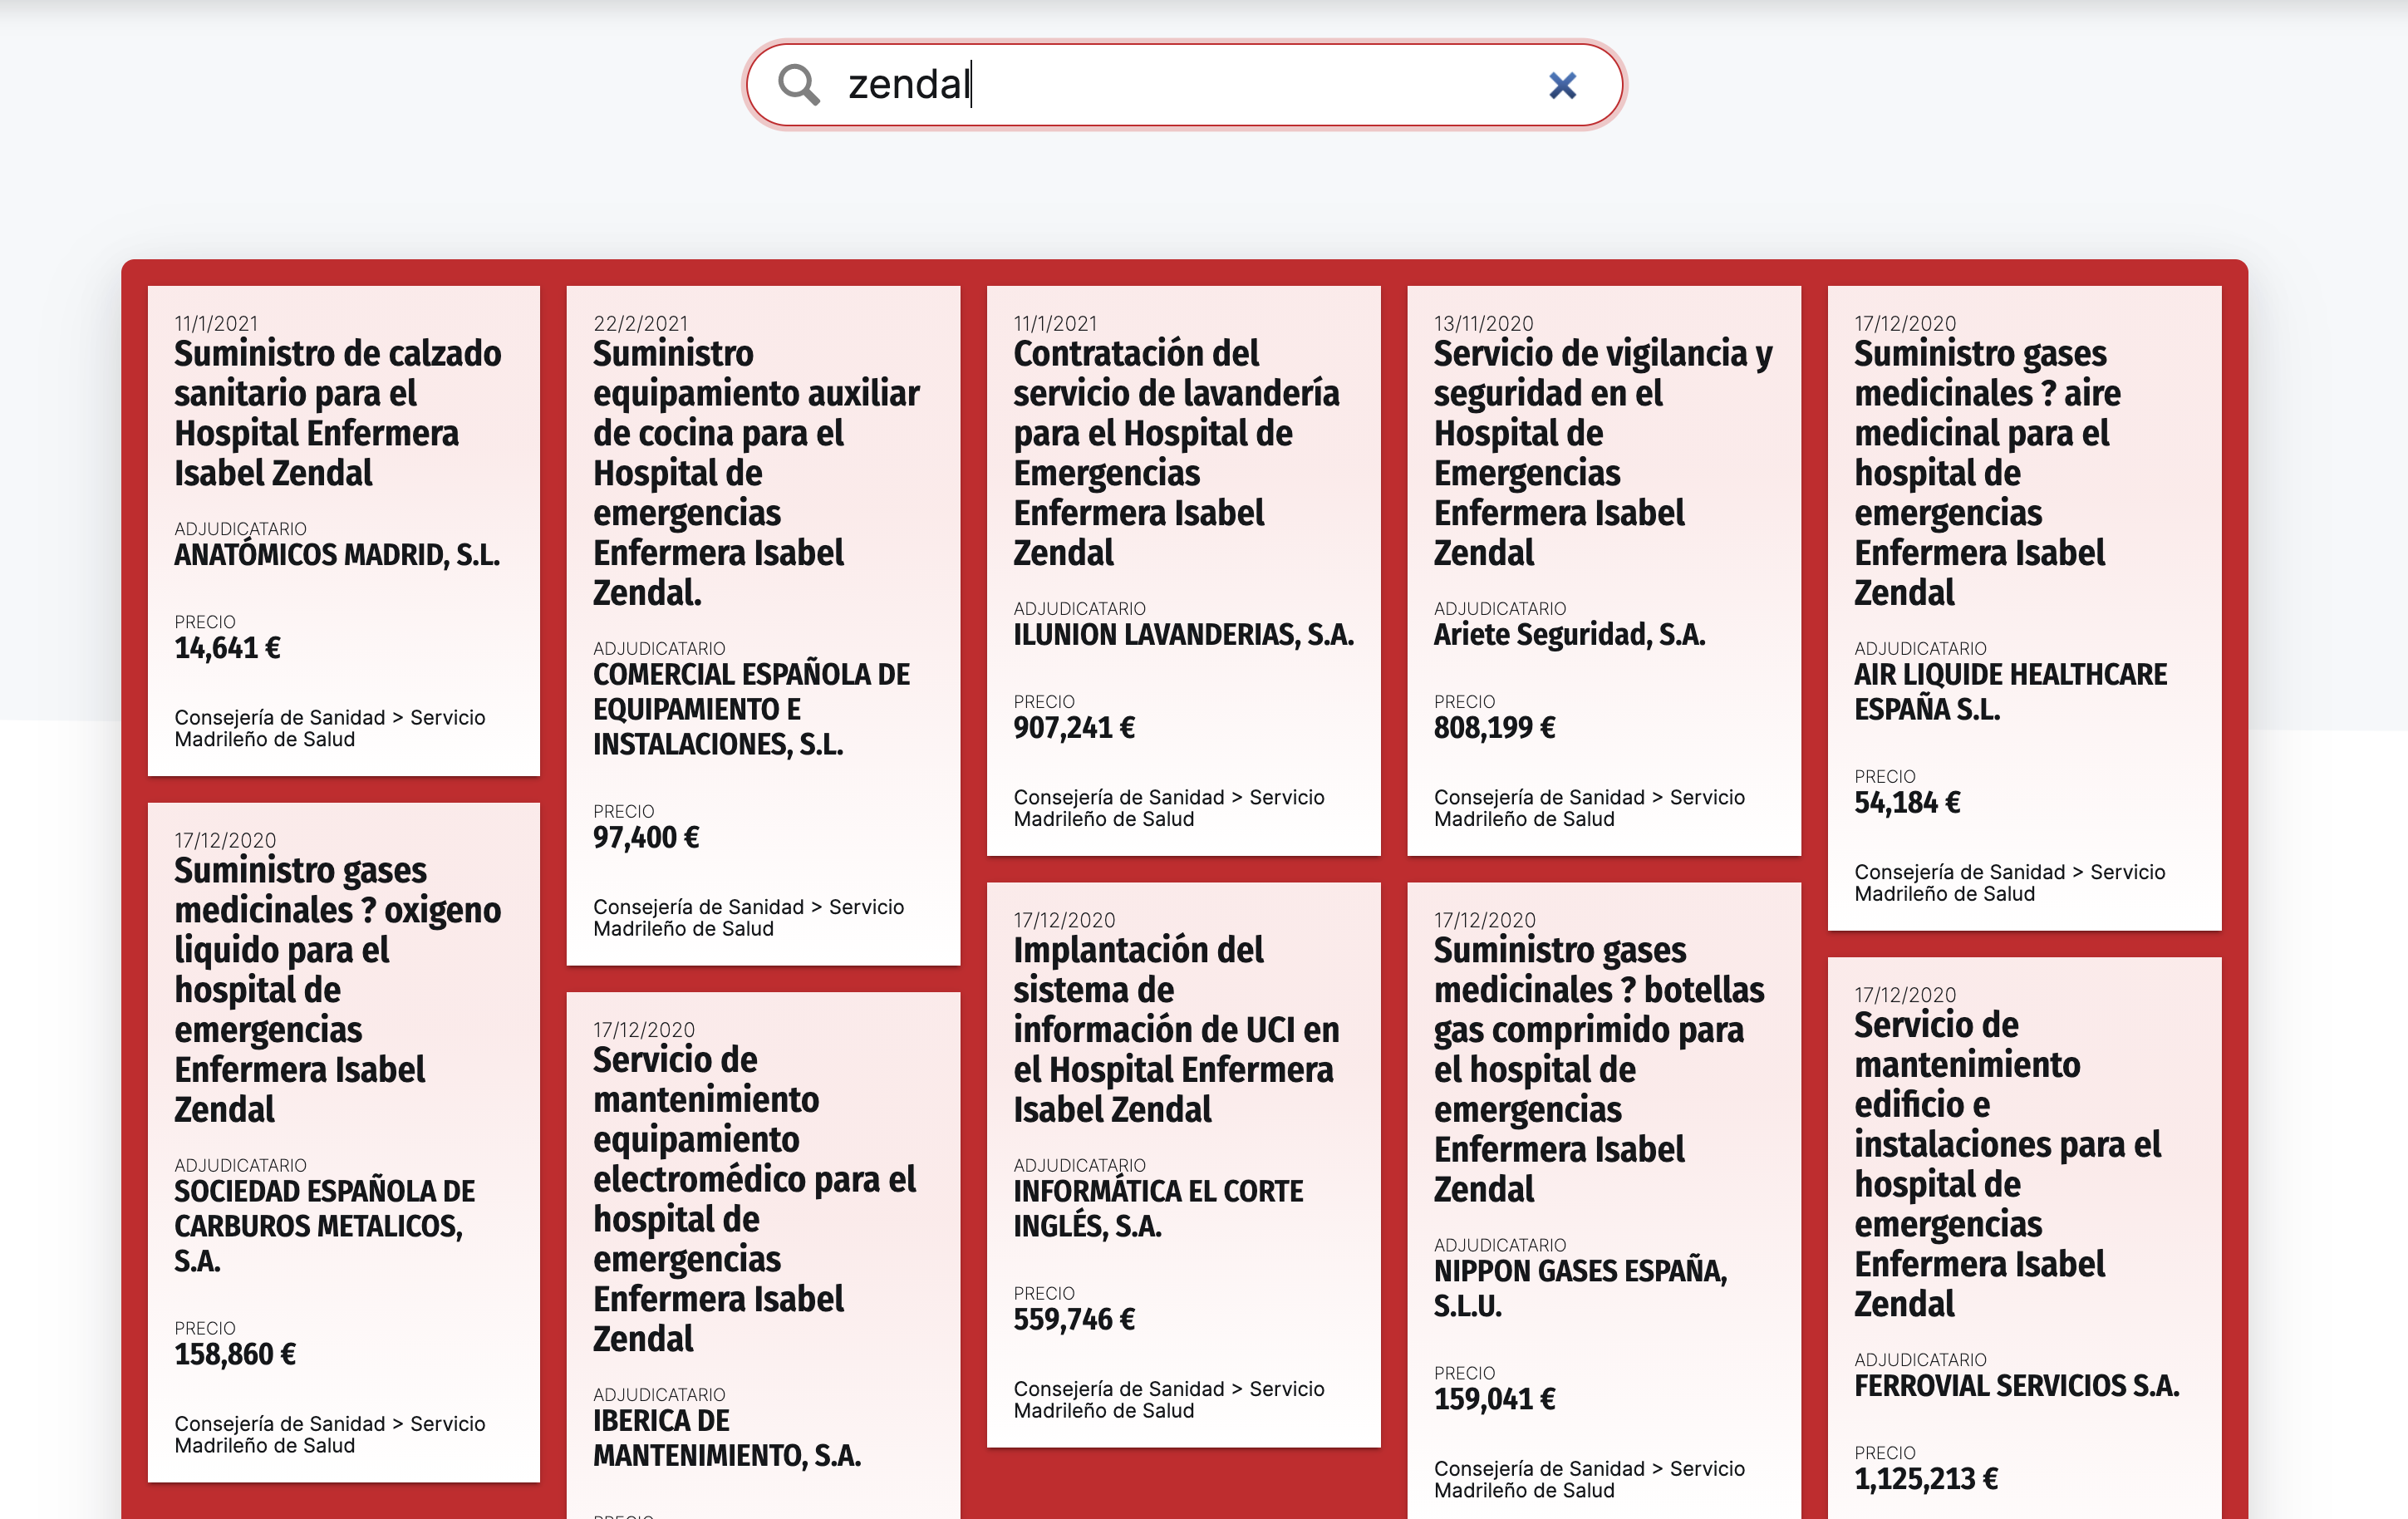 zendal
11/1/2021
Suministro de calzado
sanitario para el
Hospital Enfermera
Isabel Zendal
ADJUDICATARIO
ANATÓMICOS MADRID, S.L.
PRECIO
14,641 €
Consejería de Sanidad > Servicio
Madrileño de Salud
17/12/2020
Suministro gases
medicinales ? oxigeno
liquido para el
hospital de
emergencias
Enfermera Isabel
Zendal
ADJUDICATARIO
SOCIEDAD ESPAÑOLA DE
CARBUROS METALICOS,
S.A.
PRECIO
158,860 €
Consejería de Sanidad > Servicio
Madrileño de Salud
22/2/2021
Suministro
equipamiento auxiliar
de cocina para el
Hospital de
emergencias
Enfermera Isabel
Zendal.
ADJUDICATARIO
COMERCIAL ESPAÑOLA DE
EQUIPAMIENTO E
INSTALACIONES, S.L.
PRECIO
97,400 €
Consejería de Sanidad > Servicio
Madrileño de Salud
17/12/2020
Servicio de
mantenimiento
equipamiento
electromédico para el
hospital de
emergencias
Enfermera Isabel
Zendal
ADJUDICATARIO
IBERICA DE
MANTENIMIENTO, S.A.
11/1/2021
Contratación del
servicio de lavandería
para el Hospital de
Emergencias
Enfermera Isabel
Zendal
ADJUDICATARIO
ILUNION LAVANDERIAS, S.A.
PRECIO
907,241 €
Consejería de Sanidad > Servicio
Madrileño de Salud
17/12/2020
Implantación del
sistema de
información de UCI en
el Hospital Enfermera
Isabel Zendal
ADJUDICATARIO
INFORMÁTICA EL CORTE
INGLÉS, S.A.
PRECIO
559,746 €
Consejería de Sanidad > Servicio
Madrileño de Salud
13/11/2020
Servicio de vigilancia y
seguridad en el
Hospital de
Emergencias
Enfermera Isabel
Zendal
ADJUDICATARIO
Ariete Seguridad, S.A.
PRECIO
808,199 €
Consejería de Sanidad > Servicio
Madrileño de Salud
17/12/2020
Suministro gases
medicinales ? botellas
gas comprimido para
el hospital de
emergencias
Enfermera Isabel
Zendal
ADJUDICATARIO
NIPPON GASES ESPAÑA,
S.L.U.
PRECIO
159,041 €
Consejería de Sanidad > Servicio
Madrileño de Salud
17/12/2020
Suministro gases
medicinales ? aire
medicinal para el
hospital de
emergencias
Enfermera Isabel
Zendal
ADJUDICATARIO
AIR LIQUIDE HEALTHCARE
ESPAÑA S.L.
PRECIO
54,184 €
Consejería de Sanidad > Servicio
Madrileño de Salud
17/12/2020
Servicio de
mantenimiento
edificio e
instalaciones para el
hospital de
emergencias
Enfermera Isabel
Zendal
ADJUDICATARIO
FERROVIAL SERVICIOS S.A.
PRECIO
1,125,213 €